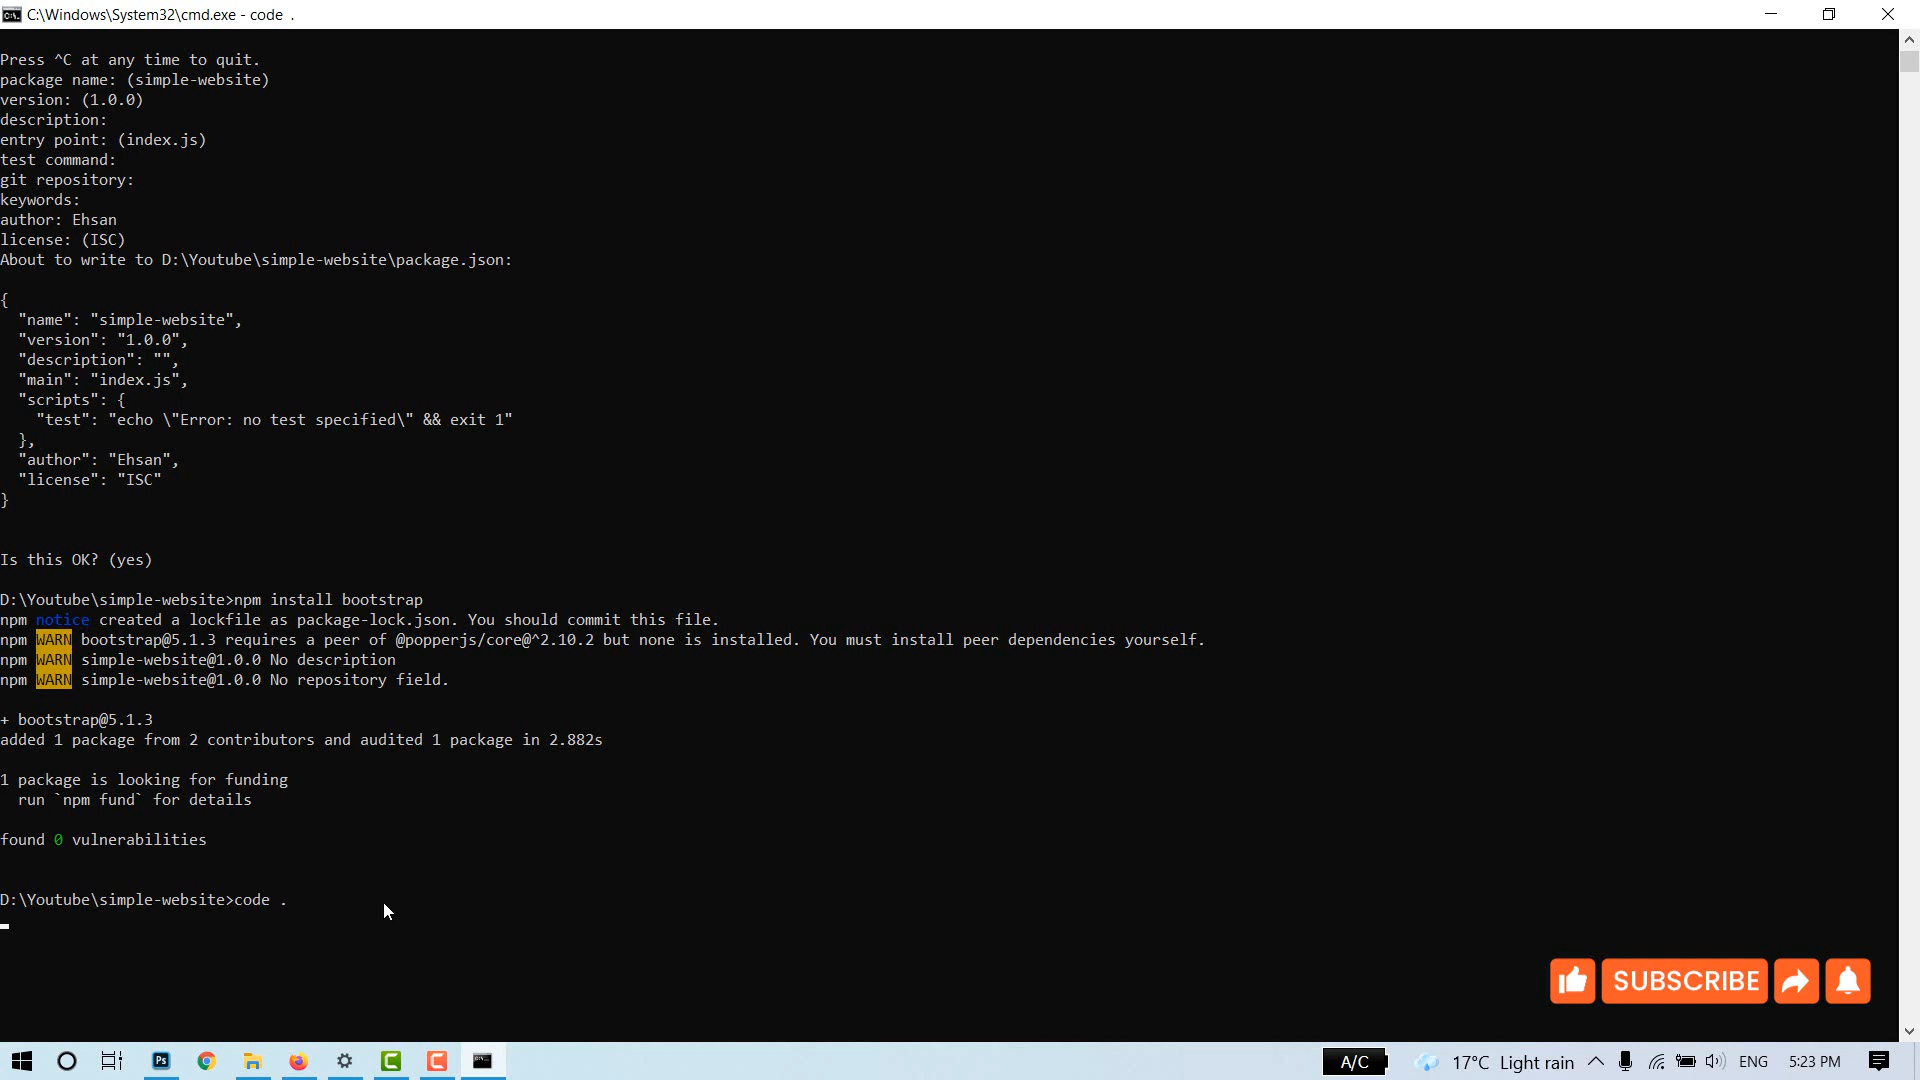 C:\Windows\System32\cmd.exe - code  .
Press ^C at any time to quit.
package name: (simple-website)
version: (1.0.0)
description:
entry point: (index.js)
test command:
git repository:
keywords:
author: Ehsan
license: (ISC)
About to write to D:\Youtube\simple-website\package.json:
{
  "name": "simple-website",
  "version": "1.0.0",
  "description": "",
  "main": "index.js",
  "scripts": {
    "test": "echo \"Error: no test specified\" && exit 1"
  },
  "author": "Ehsan",
  "license": "ISC"
}
Is this OK? (yes)
D:\Youtube\simple-website>npm install bootstrap
npm notice created a lockfile as package-lock.json. You should commit this file.
npm WARN bootstrap@5.1.3 requires a peer of @popperjs/core@^2.10.2 but none is installed. You must install peer dependencies yourself.
npm WARN simple-website@1.0.0 No description
npm WARN simple-website@1.0.0 No repository field.
+ bootstrap@5.1.3
added 1 package from 2 contributors and audited 1 package in 2.882s
1 package is looking for funding
  run `npm fund` for details
found 0 vulnerabilities
D:\Youtube\simple-website>code .
SUBSCRIBE
Ps
A/C
17°C Light rain
ENG
5:23 PM